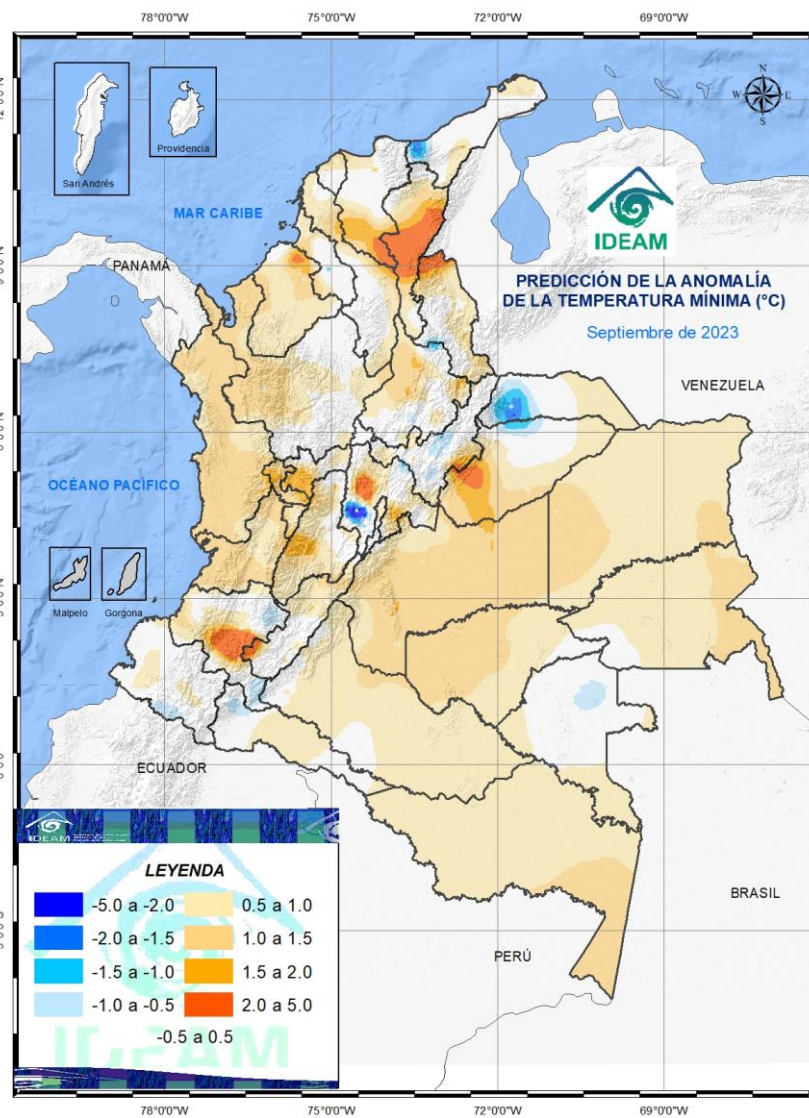 78°0'0"W 75°0'0"W 72°0'0"W 69°0'0"W
San Andrés
Providencia
N
W E
S
MAR CARIBE
IDEAM
PANAMÁ
PREDICCIÓN DE LA ANOMALÍA
DE LA TEMPERATURA MÍNIMA (°C)
Septiembre de 2023
VENEZUELA
OCÉANO PACÍFICO
Malpelo
Gorgona
ECUADOR
IDEAM
LEYENDA
-5.0 a -2.0 0.5 a 1.0
-2.0 a -1.5 1.0 a 1.5
-1.5 a -1.0 1.5 a 2.0
-1.0 a -0.5 2.0 a 5.0
-0.5 a 0.5
IDEAM
BRASIL
PERÚ
78°0'0"W 75°0'0"W 72°0'0"W 69°0'0"W